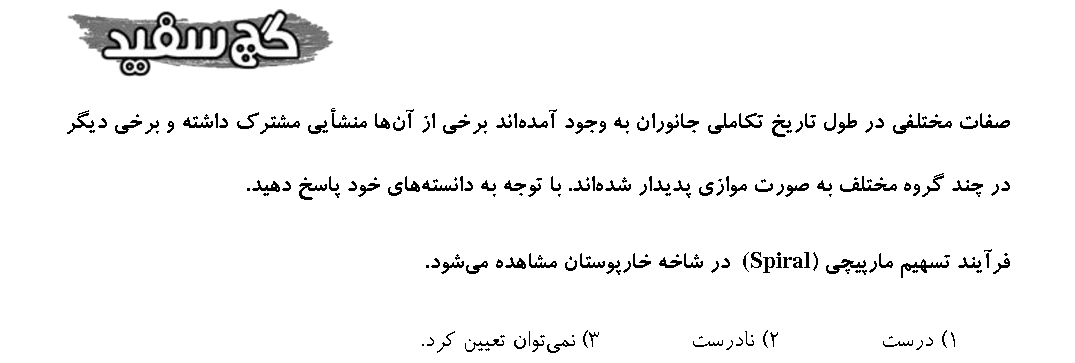 گچ سفید
صفات مختلفی در طول تاریخ تکاملی جانوران به وجود آمده‌اند برخی از آن‌ها منشأیی مشترک داشته و برخی دیگر
در چند گروه مختلف به صورت موازی پدیدار شده‌اند. با توجه به دانسته‌های خود پاسخ دهید.
فرآیند تسهیم مارپیچی (Spiral) در شاخه خارپوستان مشاهده می‌شود.
۱) درست ۲) نادرست ۳) نمی‌توان تعیین کرد.